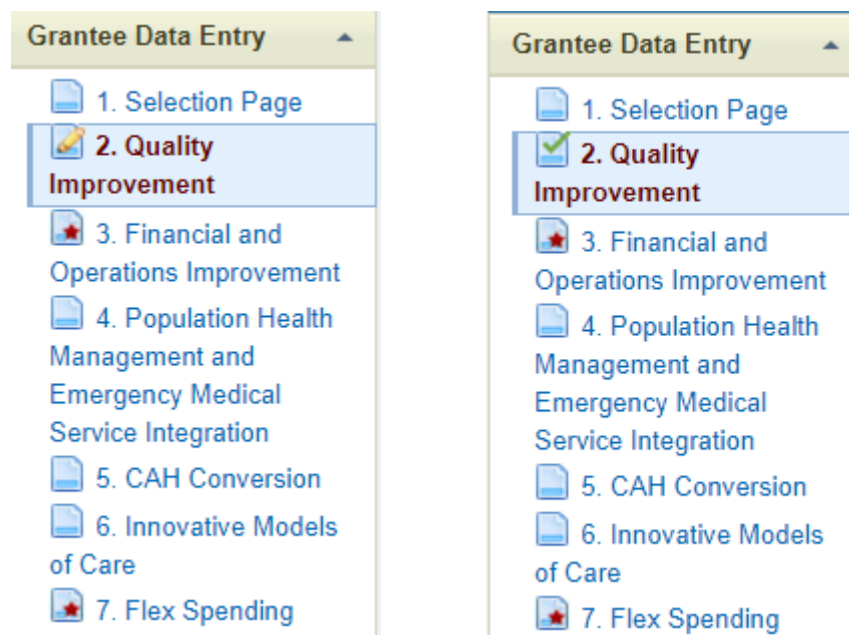 Grantee Data Entry
1. Selection Page
2. Quality
Improvement
3. Financial and
Operations Improvement
4. Population Health
Management and
Emergency Medical
Service Integration
5. CAH Conversion
6. Innovative Models
of Care
7. Flex Spending
Grantee Data Entry
1. Selection Page
2. Quality
Improvement
3. Financial and
Operations Improvement
4. Population Health
Management and
Emergency Medical
Service Integration
5. CAH Conversion
6. Innovative Models
of Care
7. Flex Spending